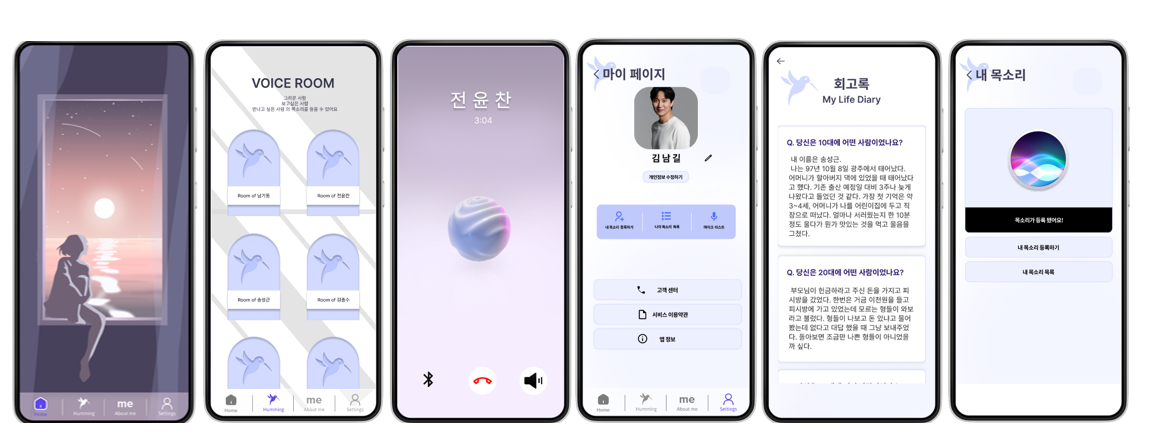 Home
Humming
me
About me
Settings
VOICE ROOM
그리운 사람
보고싶은 사람
만나고 싶은 사람 의 목소리을 들을 수 있어요
Room of 남기동
Room of 전윤찬
Room of 송성근
Room of 김종수
Home
Humming
me
About me
Settings
전 윤 찬
3:04
마이 페이지
김 남 길
개인정보 수정하기
내 목소리 등록하기
나의 목소리 목록
마이크 테스트
고객 센터
서비스 이용약관
앱 정보
Home
Humming
me
About me
Settings
회고록
My Life Diary
Q. 당신은 10대에 어떤 사람이었나요?
내 이름은 송성근.
나는 97년 10월 8일 광주에서 태어났다.
어머니가 할아버지 댁에 있었을 때 태어났다
고 했다. 기존 출산 예정일 대비 3주나 늦게
나왔다고 들었던 것 같다. 가장 첫 기억은 약
3~4세, 어머니가 나를 어린이집에 두고 직
장으로 떠났다. 얼마나 서러웠는지 한 10분
정도 울다가 뭔가 맛있는 것을 먹고 울음을
그쳤다.
Q. 당신은 20대에 어떤 사람이었나요?
부모님이 헌금하라고 주신 돈을 가지고 피
시방을 갔었다. 한번은 거금 이천원을 들고
피시방에 가고 있었는데 모르는 형들이 와보
라고 불렀다. 형들이 나보고 돈 있냐고 물어
봤는데 없다고 대답 했을 때 그냥 보내주었
다. 돌아보면 조금만 나쁜 형들이 아니었을
까 싶다.
내 목소리
목소리가 등록 됐어요!
내 목소리 등록하기
내 목소리 목록